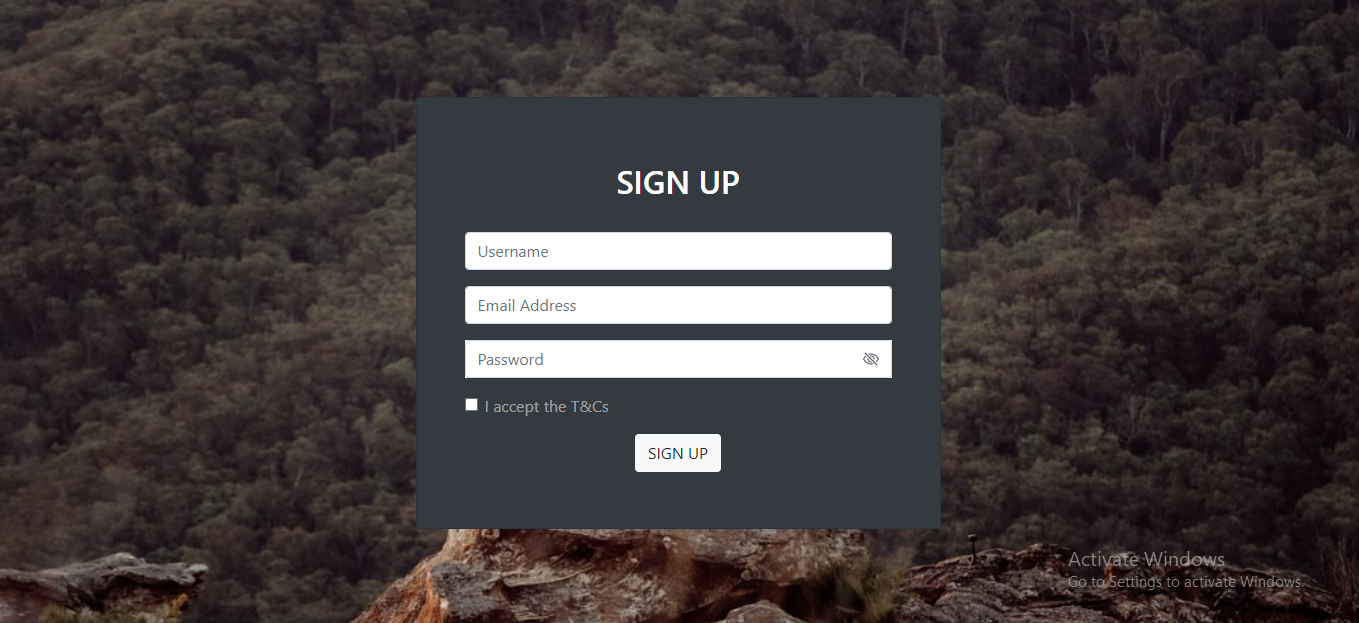 SIGN UP
Username
Email Address
Password
I accept the T&Cs
SIGN UP
Activate Windows
Go to Settings to activate Windows.